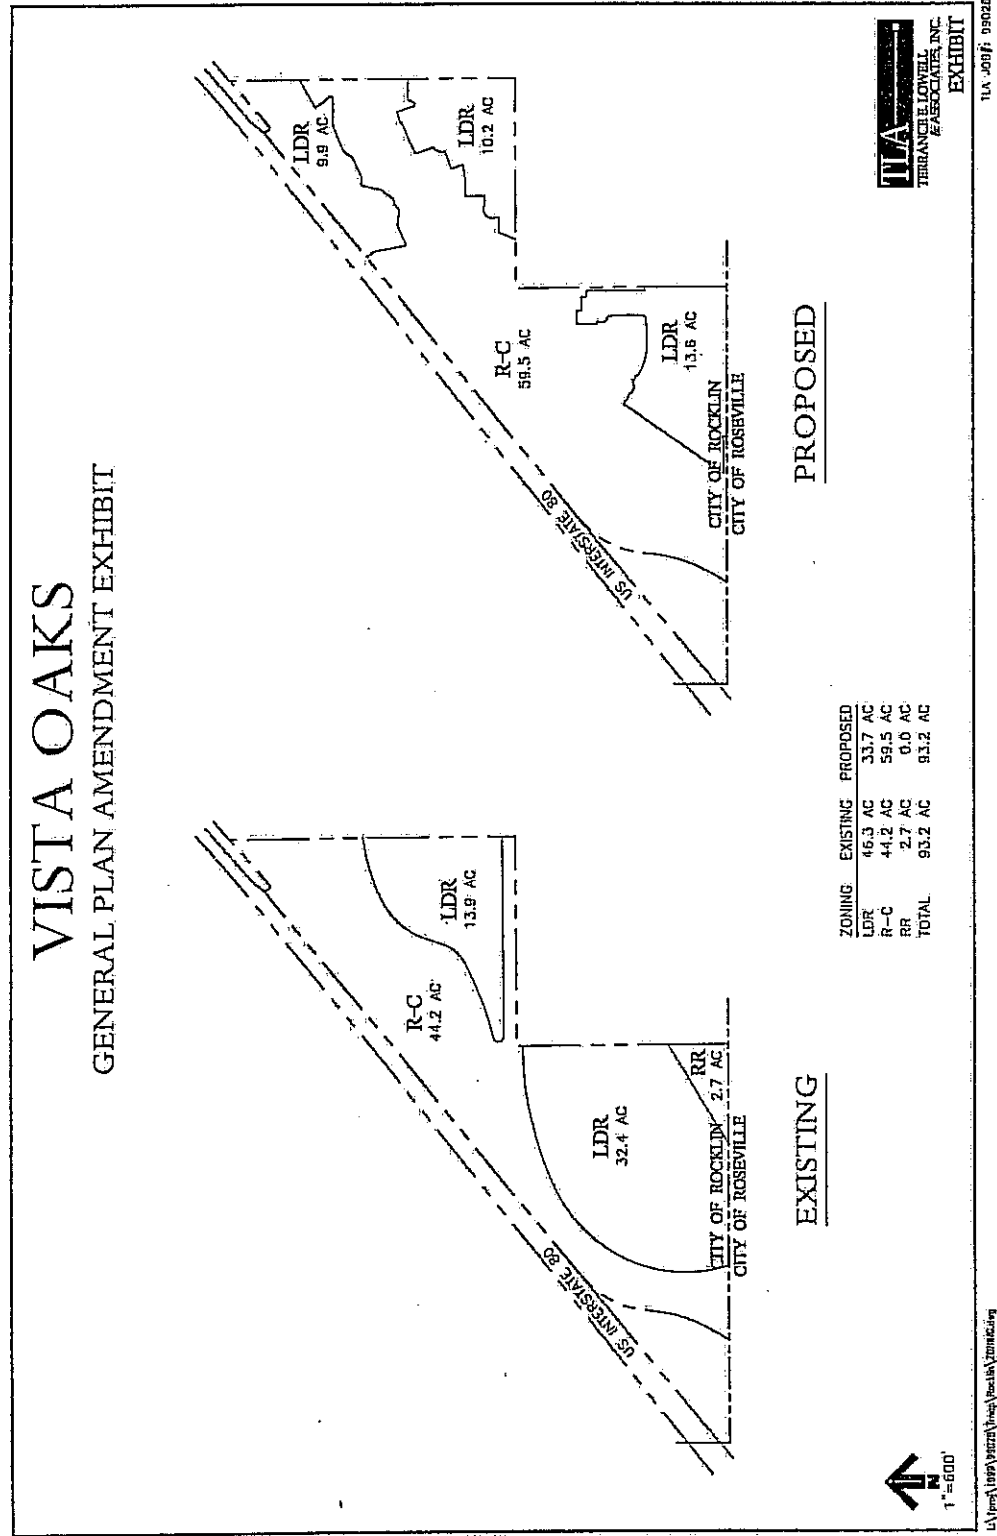 VISTA OAKS
GENERAL PLAN AMENDMENT EXHIBIT
R-C
44.2 AC
LDR
13.9 AC
LDR
32.4 AC
RR
2.7 AC
US INTERSTATE 80
CITY OF ROCKLIN
CITY OF ROSEVILLE
EXISTING
LDR
9.9 AC
LDR
10.2 AC
R-C
59.5 AC
LDR
13.6 AC
US INTERSTATE 80
CITY OF ROCKLIN
CITY OF ROSEVILLE
PROPOSED
ZONING EXISTING PROPOSED
LDR 46.3 AC 33.7 AC
R-C 44.2 AC 59.5 AC
RR 2.7 AC 0.0 AC
TOTAL 93.2 AC 93.2 AC
N
1"=600'
TLA
TERRANCE E. LOWELL
& ASSOCIATES, INC.
EXHIBIT
TLA JOB#: 99028